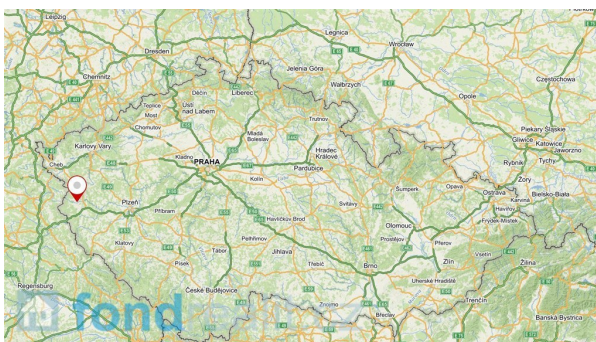 Leipzig
Legnica
Wrocław
Dresden
Jelenia Góra
Chemnitz
Wałbrzych
Częstochowa
Děčín
Liberec
Opole
Teplice
Ústí
nad Labem
Most
Trutnov
Chomutov
Mladá
Boleslav
Piekary Śląskie
Gliwice
Katowice
Karlovy Vary
Hradec
Králové
Jaworzno
Kladno
PRAHA
Rybnik
Tychy
Cheb
Pardubice
Kolín
Żory
Šumperk
Opava
Ostrava
Bielsko-Biała
Plzeň
Svitavy
Karviná
Příbram
Havířov
Havlíčkův Brod
Frýdek-Místek
Olomouc
Klatovy
Pelhřimov
Prostějov
Přerov
Tábor
Jihlava
Vsetín
Písek
Třebíč
Brno
Zlín
Žilina
Uherské Hradiště
Regensburg
České Budějovice
Trenčín
Znojmo
Břeclav
Banská Bystrica
fond